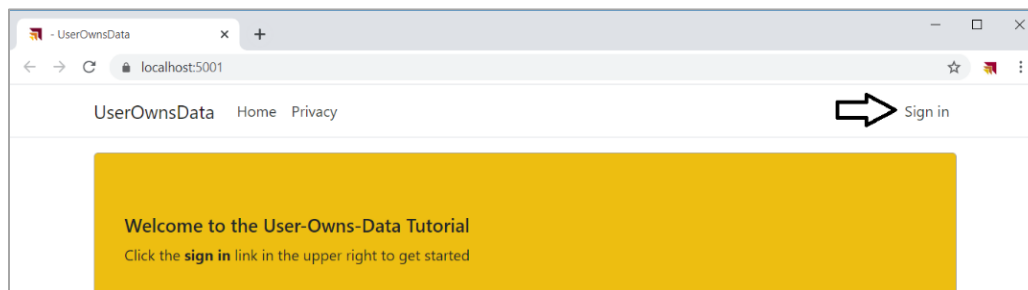 - UserOwnsData
localhost:5001
UserOwnsData Home Privacy Sign in
Welcome to the User-Owns-Data Tutorial
Click the sign in link in the upper right to get started